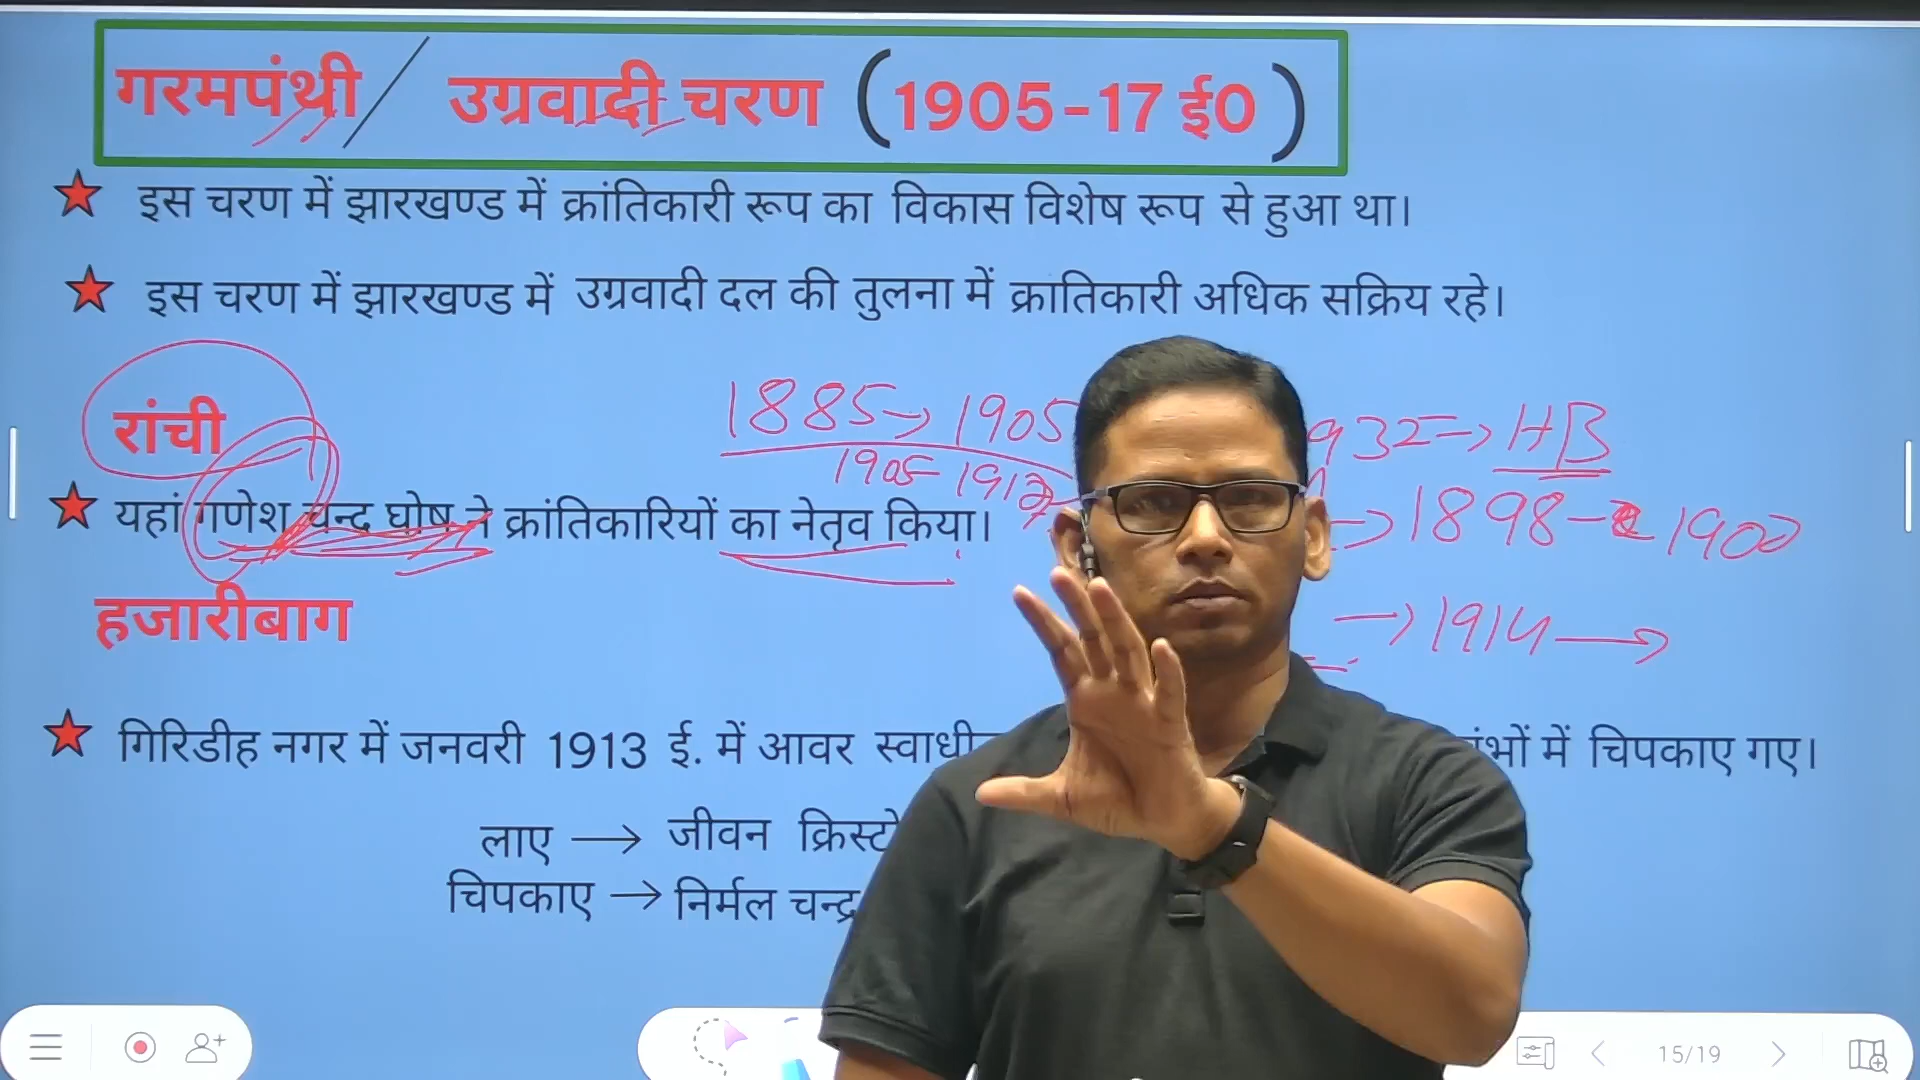 गरमपंथी / उग्रवादी चरण (1905-17 ई0)
★ इस चरण में झारखण्ड में क्रांतिकारी रूप का विकास विशेष रूप से हुआ था।
★ इस चरण में झारखण्ड में उग्रवादी दल की तुलना में क्रातिकारी अधिक सक्रिय रहे।
रांची
1885 → 1905
1905-1917
932 → HB
→ 1898 - 1900
→ 1914 →
★ यहां गणेश चन्द्र घोष ने क्रांतिकारियों का नेतृव किया।
हजारीबाग
★ गिरिडीह नगर में जनवरी 1913 ई. में आवर में चिपकाए गए।
लाए → जीवन
चिपकाए → निर्मल चन्द्र
15/19